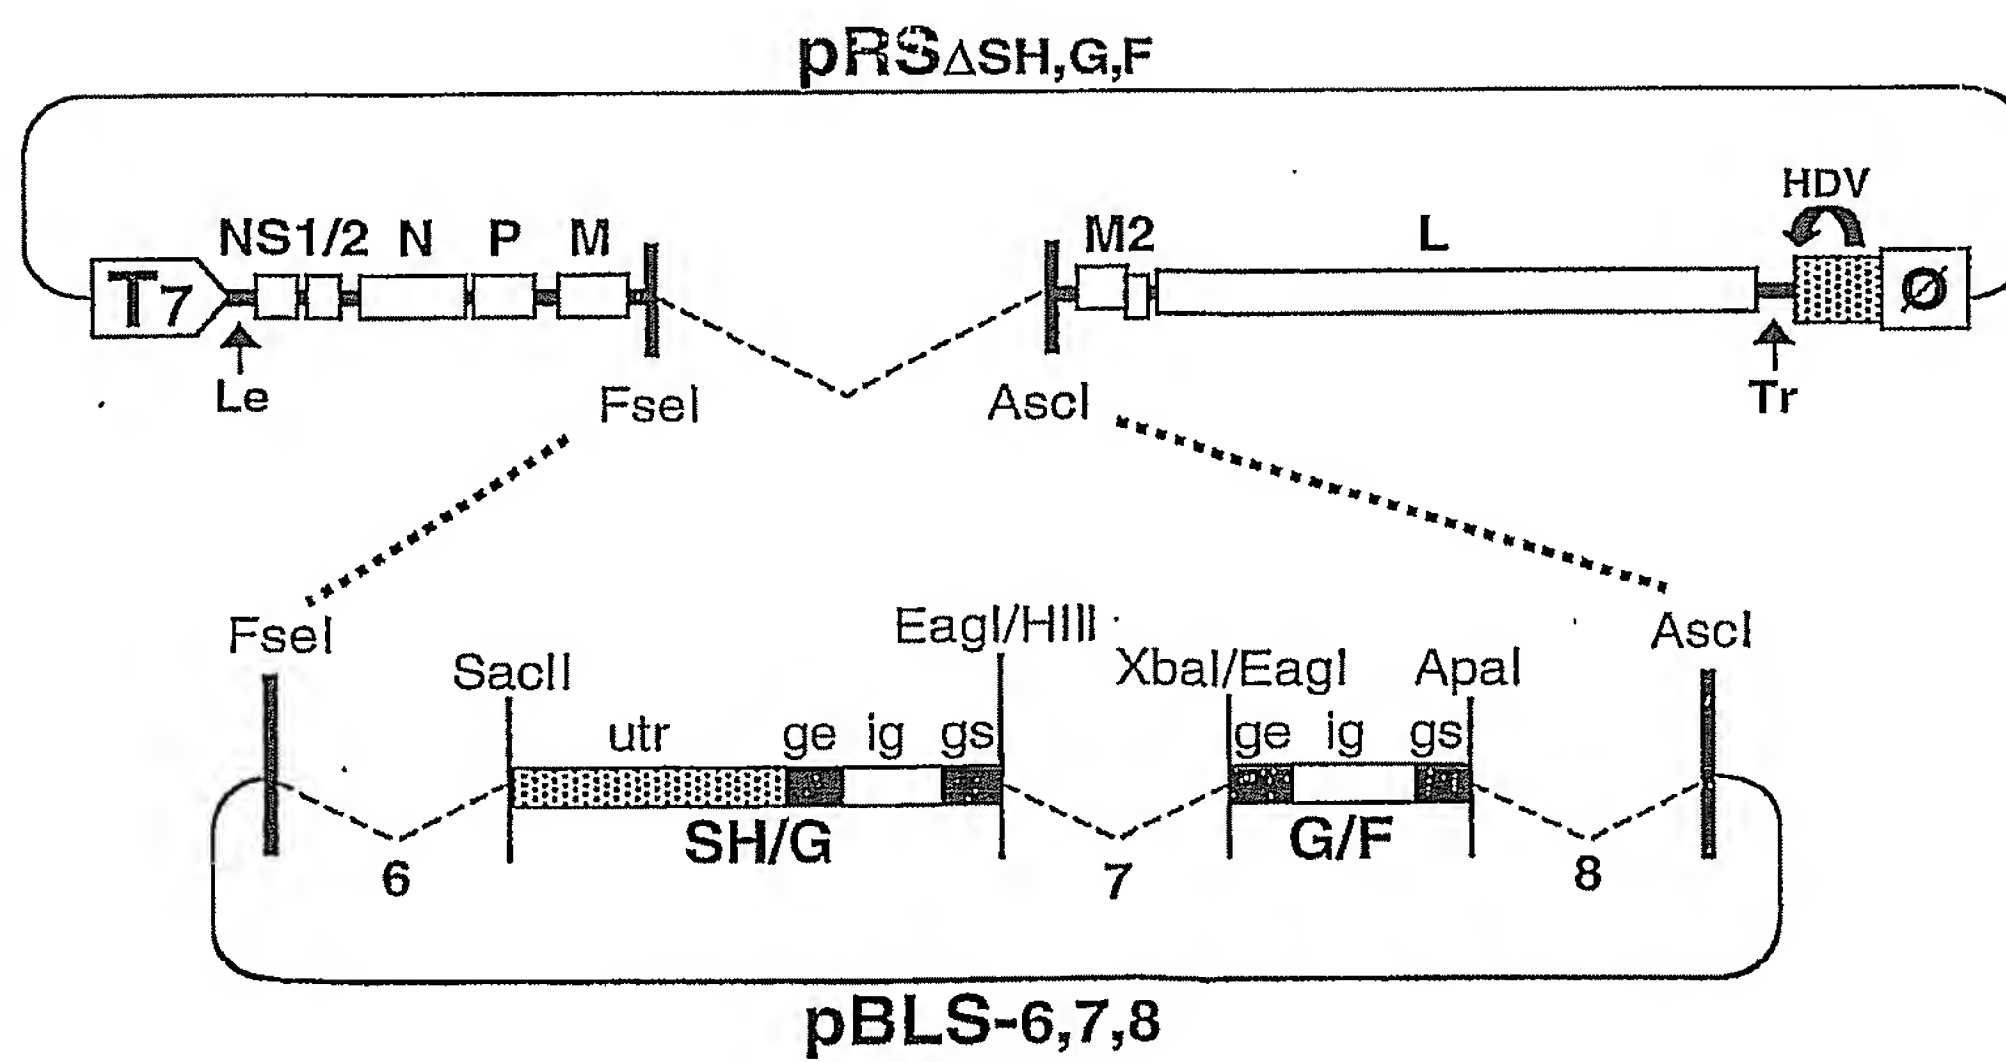 pRSΔSH,G,F
HDV
NS1/2 N P M M2 L
T7 Ø
Le FseI AscI Tr
FseI SacII EagI/HIII XbaI/EagI ApaI AscI
utr ge ig gs ge ig gs
SH/G G/F
6 7 8
pBLS-6,7,8